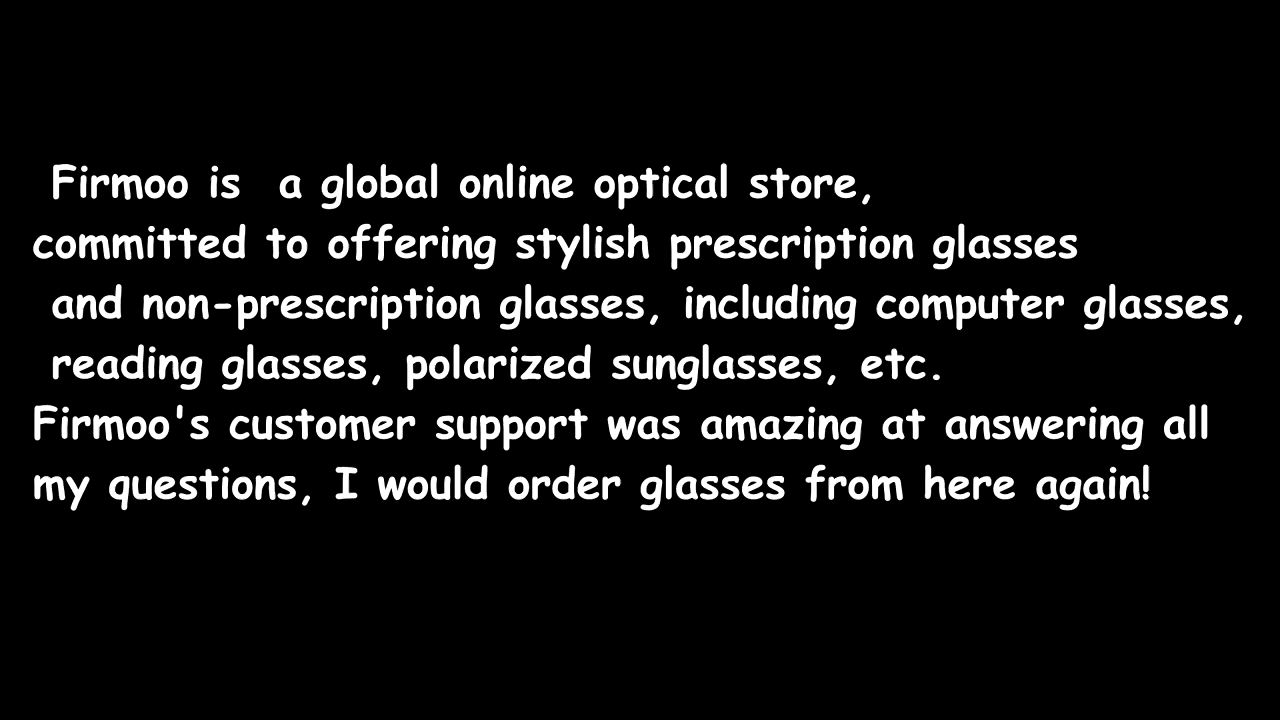 Firmoo is  a global online optical store,
committed to offering stylish prescription glasses
and non-prescription glasses, including computer glasses,
reading glasses, polarized sunglasses, etc.
Firmoo's customer support was amazing at answering all
my questions, I would order glasses from here again!